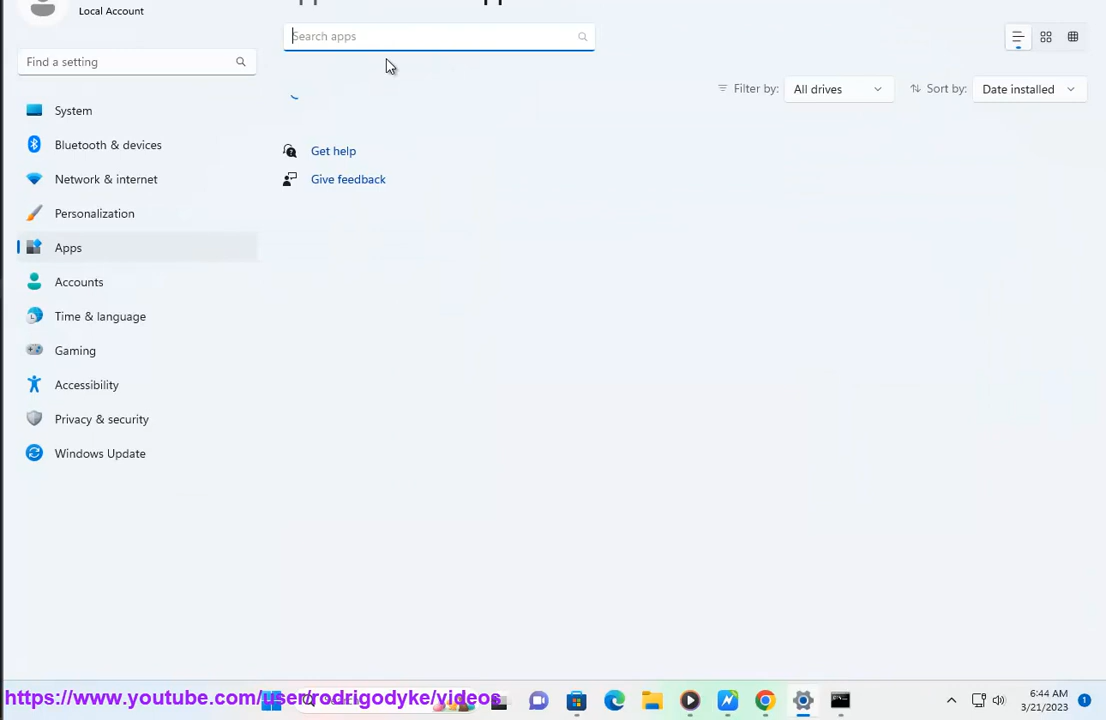 Local Account
Search apps
Find a setting
Filter by:
All drives
Sort by:
Date installed
System
Bluetooth & devices
Get help
Network & internet
Give feedback
Personalization
Apps
Accounts
Time & language
Gaming
Accessibility
Privacy & security
Windows Update
https://www.youtube.com/user/rodrigodyke/videos
6:44 AM
3/21/2023
1